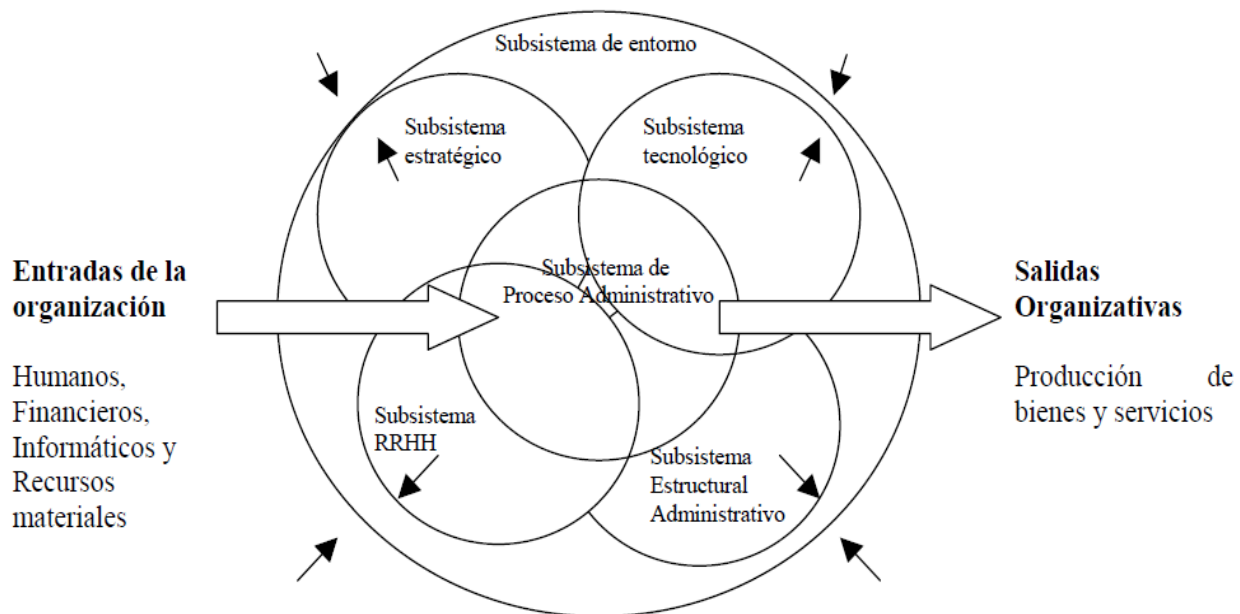 Subsistema de entorno
Subsistema
estratégico
Subsistema
tecnológico
Entradas de la
organización
Subsistema de
Proceso Administrativo
Salidas
Organizativas
Humanos,
Financieros,
Informáticos y
Recursos
materiales
Producción de
bienes y servicios
Subsistema
RRHH
Subsistema
Estructural
Administrativo